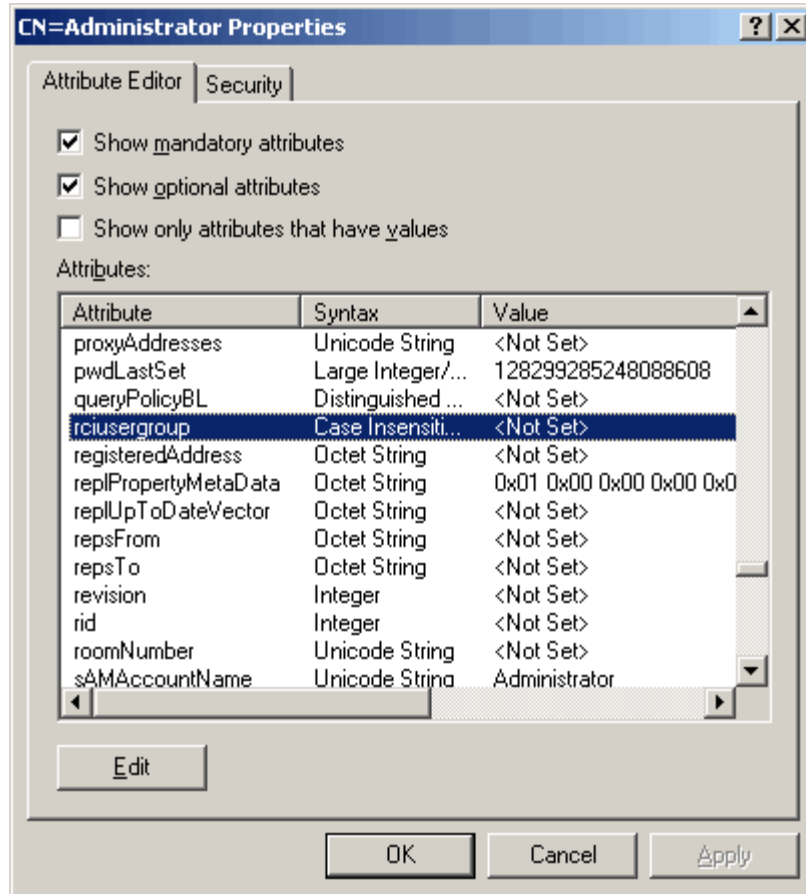 CN=Administrator Properties
Attribute Editor Security
Show mandatory attributes
Show optional attributes
Show only attributes that have values
Attributes:
Attribute Syntax Value
proxyAddresses Unicode String <Not Set>
pwdLastSet Large Integer/... 128299285248088608
queryPolicyBL Distinguished ... <Not Set>
rciusergroup Case Insensiti... <Not Set>
registeredAddress Octet String <Not Set>
replPropertyMetaData Octet String 0x01 0x00 0x00 0x00 0x0
replUpToDateVector Octet String <Not Set>
repsFrom Octet String <Not Set>
repsTo Octet String <Not Set>
revision Integer <Not Set>
rid Integer <Not Set>
roomNumber Unicode String <Not Set>
sAMAccountName Unicode String Administrator
Edit
OK Cancel Apply